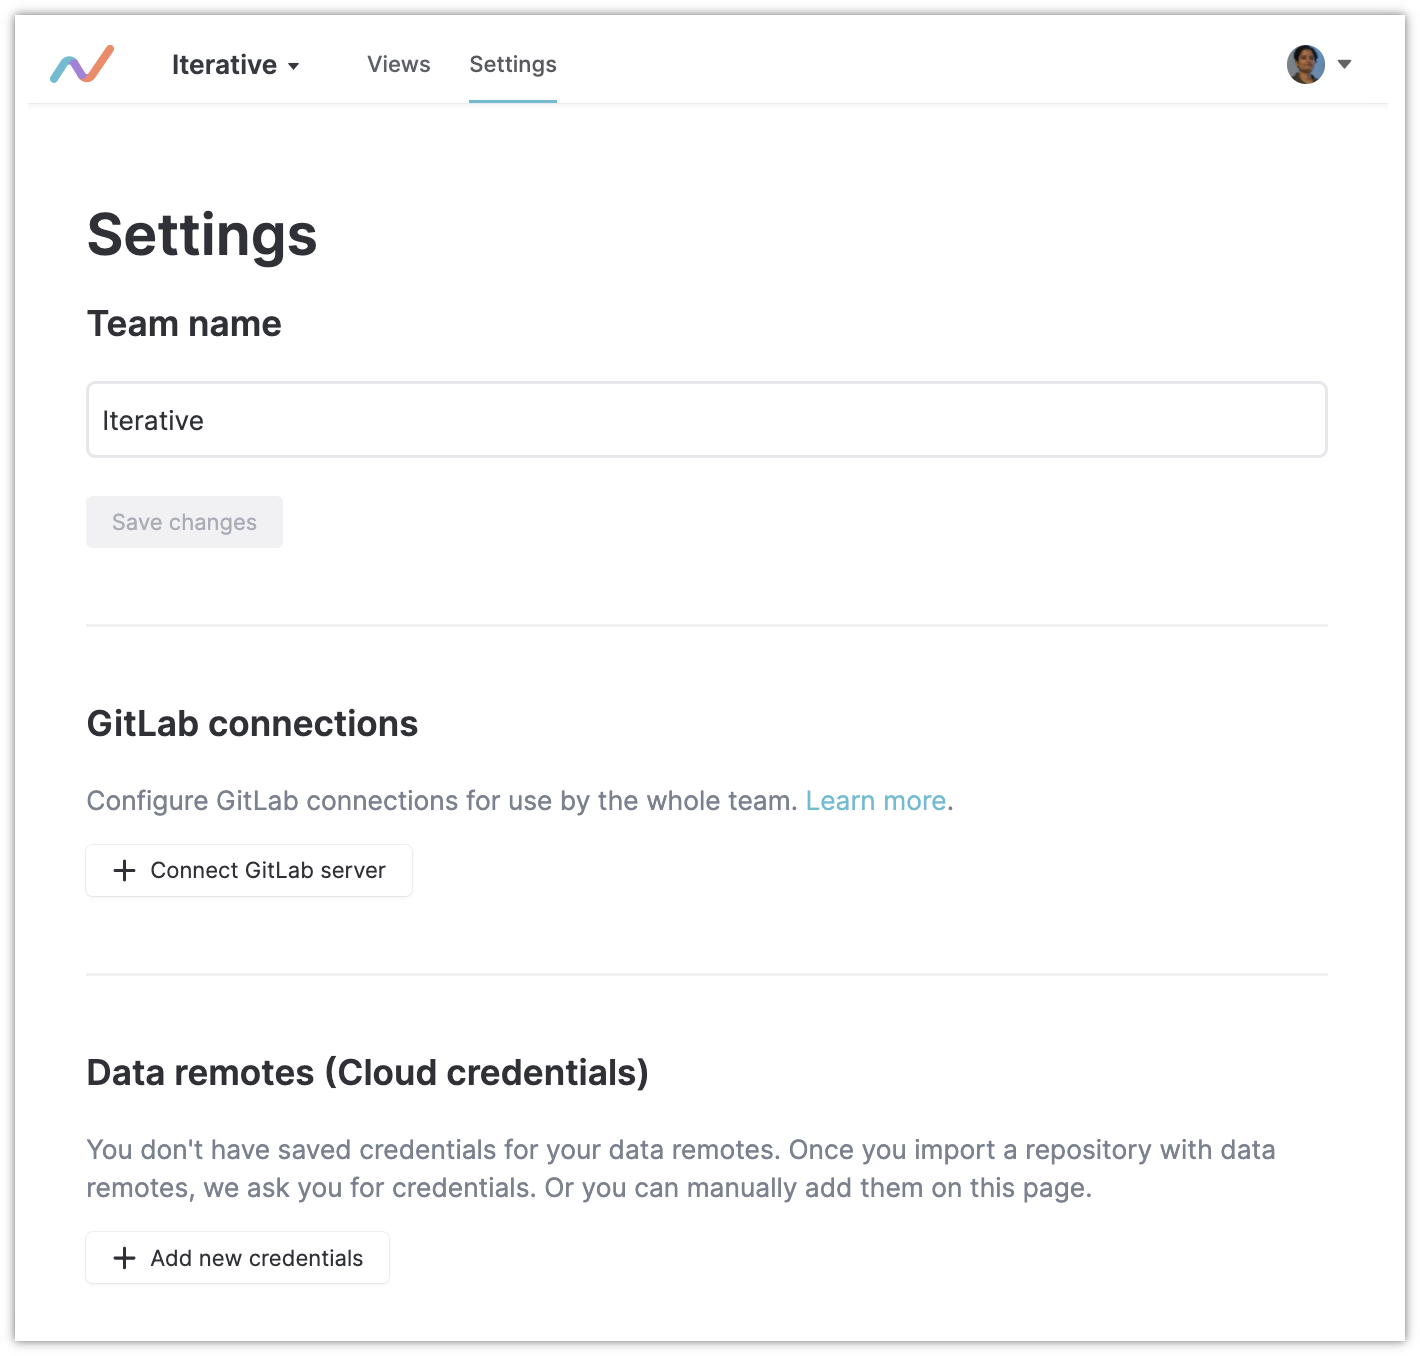 Iterative
Views
Settings
Settings
Team name
Iterative
Save changes
GitLab connections
Configure GitLab connections for use by the whole team. Learn more.
Connect GitLab server
Data remotes (Cloud credentials)
You don't have saved credentials for your data remotes. Once you import a repository with data
remotes, we ask you for credentials. Or you can manually add them on this page.
Add new credentials